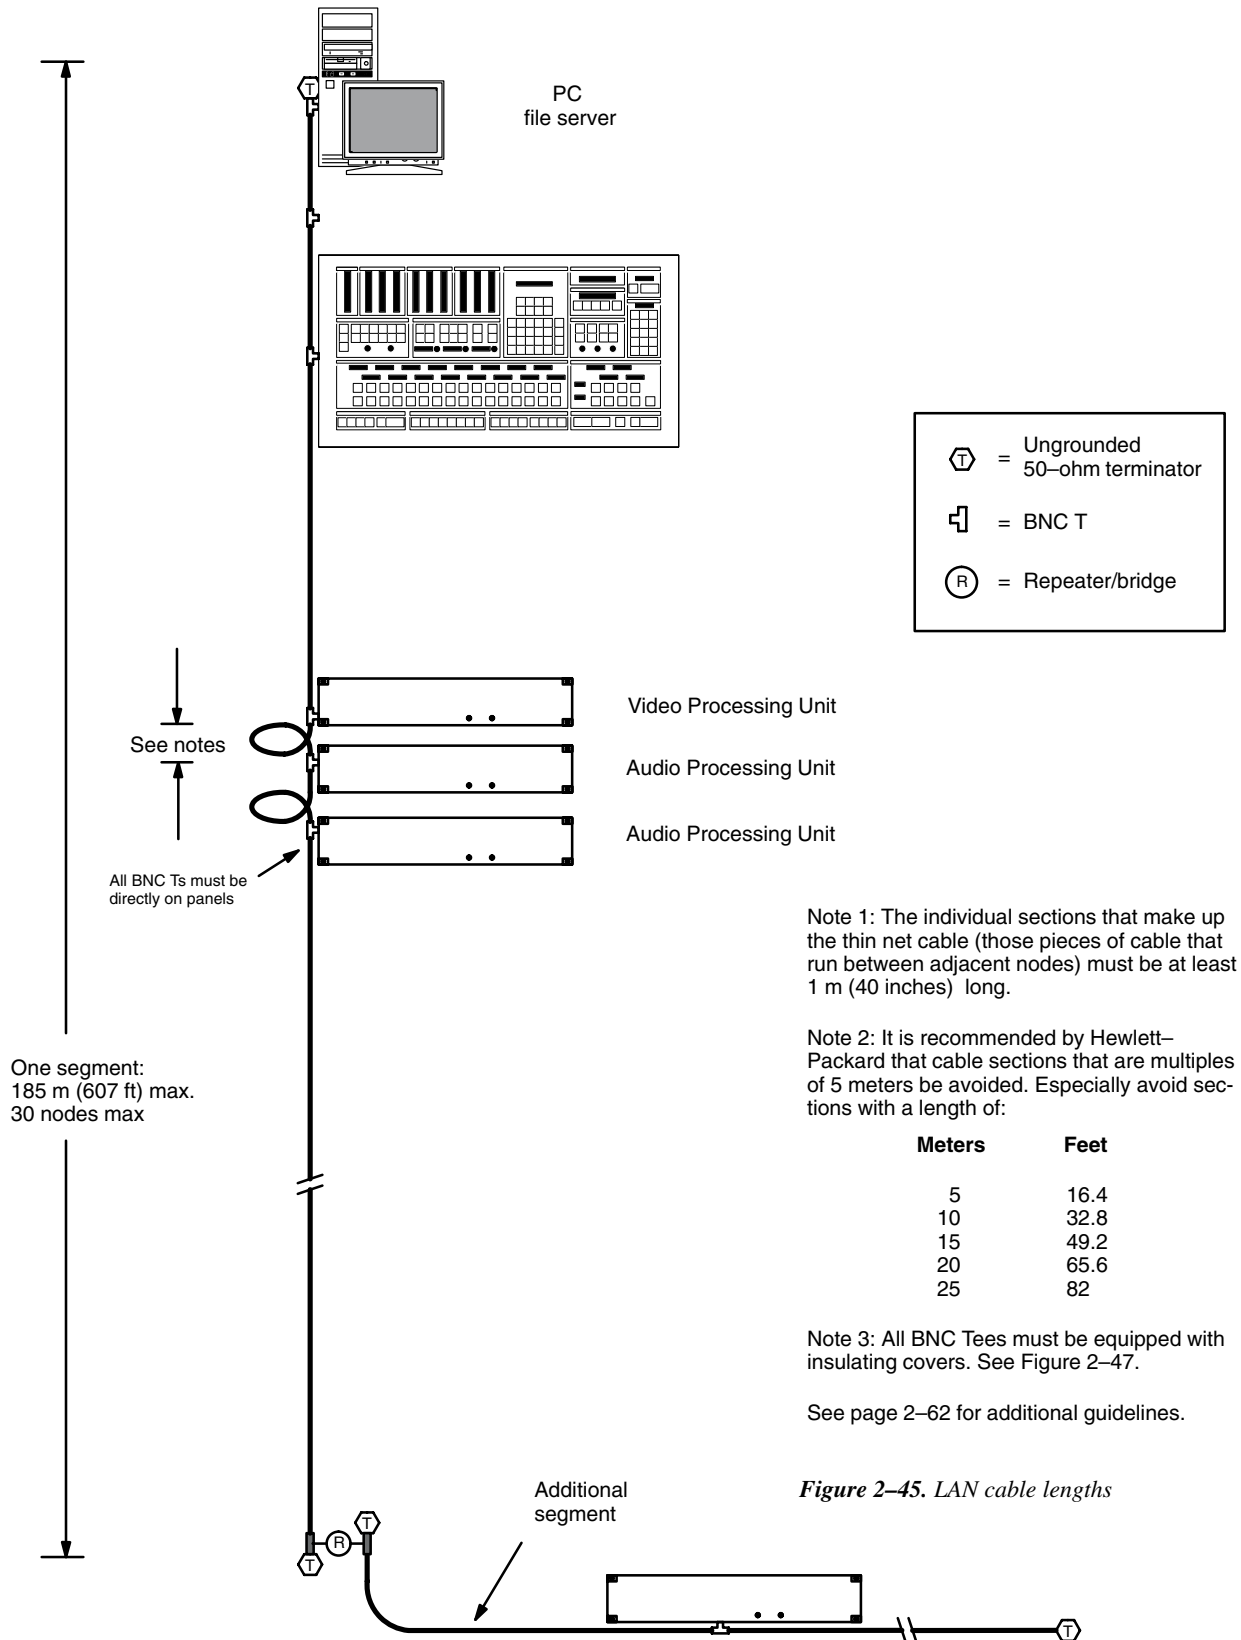 T
PC
file server
T = Ungrounded
50–ohm terminator
= BNC T
R = Repeater/bridge
Video Processing Unit
See notes
Audio Processing Unit
Audio Processing Unit
All BNC Ts must be
directly on panels
Note 1: The individual sections that make up
the thin net cable (those pieces of cable that
run between adjacent nodes) must be at least
1 m (40 inches) long.
Note 2: It is recommended by Hewlett–
Packard that cable sections that are multiples
of 5 meters be avoided. Especially avoid sec-
tions with a length of:
Meters Feet
5 16.4
10 32.8
15 49.2
20 65.6
25 82
Note 3: All BNC Tees must be equipped with
insulating covers. See Figure 2–47.
See page 2–62 for additional guidelines.
One segment:
185 m (607 ft) max.
30 nodes max
Figure 2–45. LAN cable lengths
Additional
segment
T
R
T
T